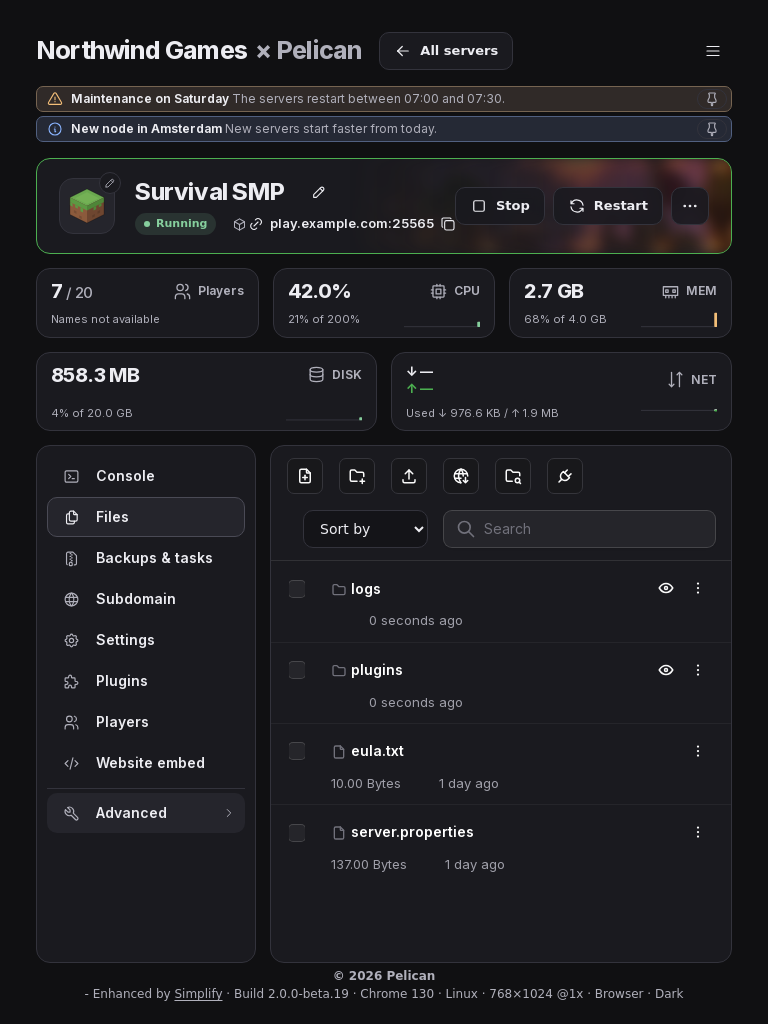 Northwind Games × Pelican
All servers
Maintenance on Saturday The servers restart between 07:00 and 07:30.
New node in Amsterdam New servers start faster from today.
Survival SMP
Running
play.example.com:25565
Stop
Restart
7 / 20
Players
Names not available
42.0%
CPU
21% of 200%
2.7 GB
MEM
68% of 4.0 GB
858.3 MB
DISK
4% of 20.0 GB
↓ —
↑ —
NET
Used ↓ 976.6 KB / ↑ 1.9 MB
Console
Files
Backups & tasks
Subdomain
Settings
Plugins
Players
Website embed
Advanced
Sort by
Search
logs
0 seconds ago
plugins
0 seconds ago
eula.txt
10.00 Bytes 1 day ago
server.properties
137.00 Bytes 1 day ago
© 2026 Pelican
- Enhanced by Simplify · Build 2.0.0-beta.19 · Chrome 130 · Linux · 768×1024 @1x · Browser · Dark